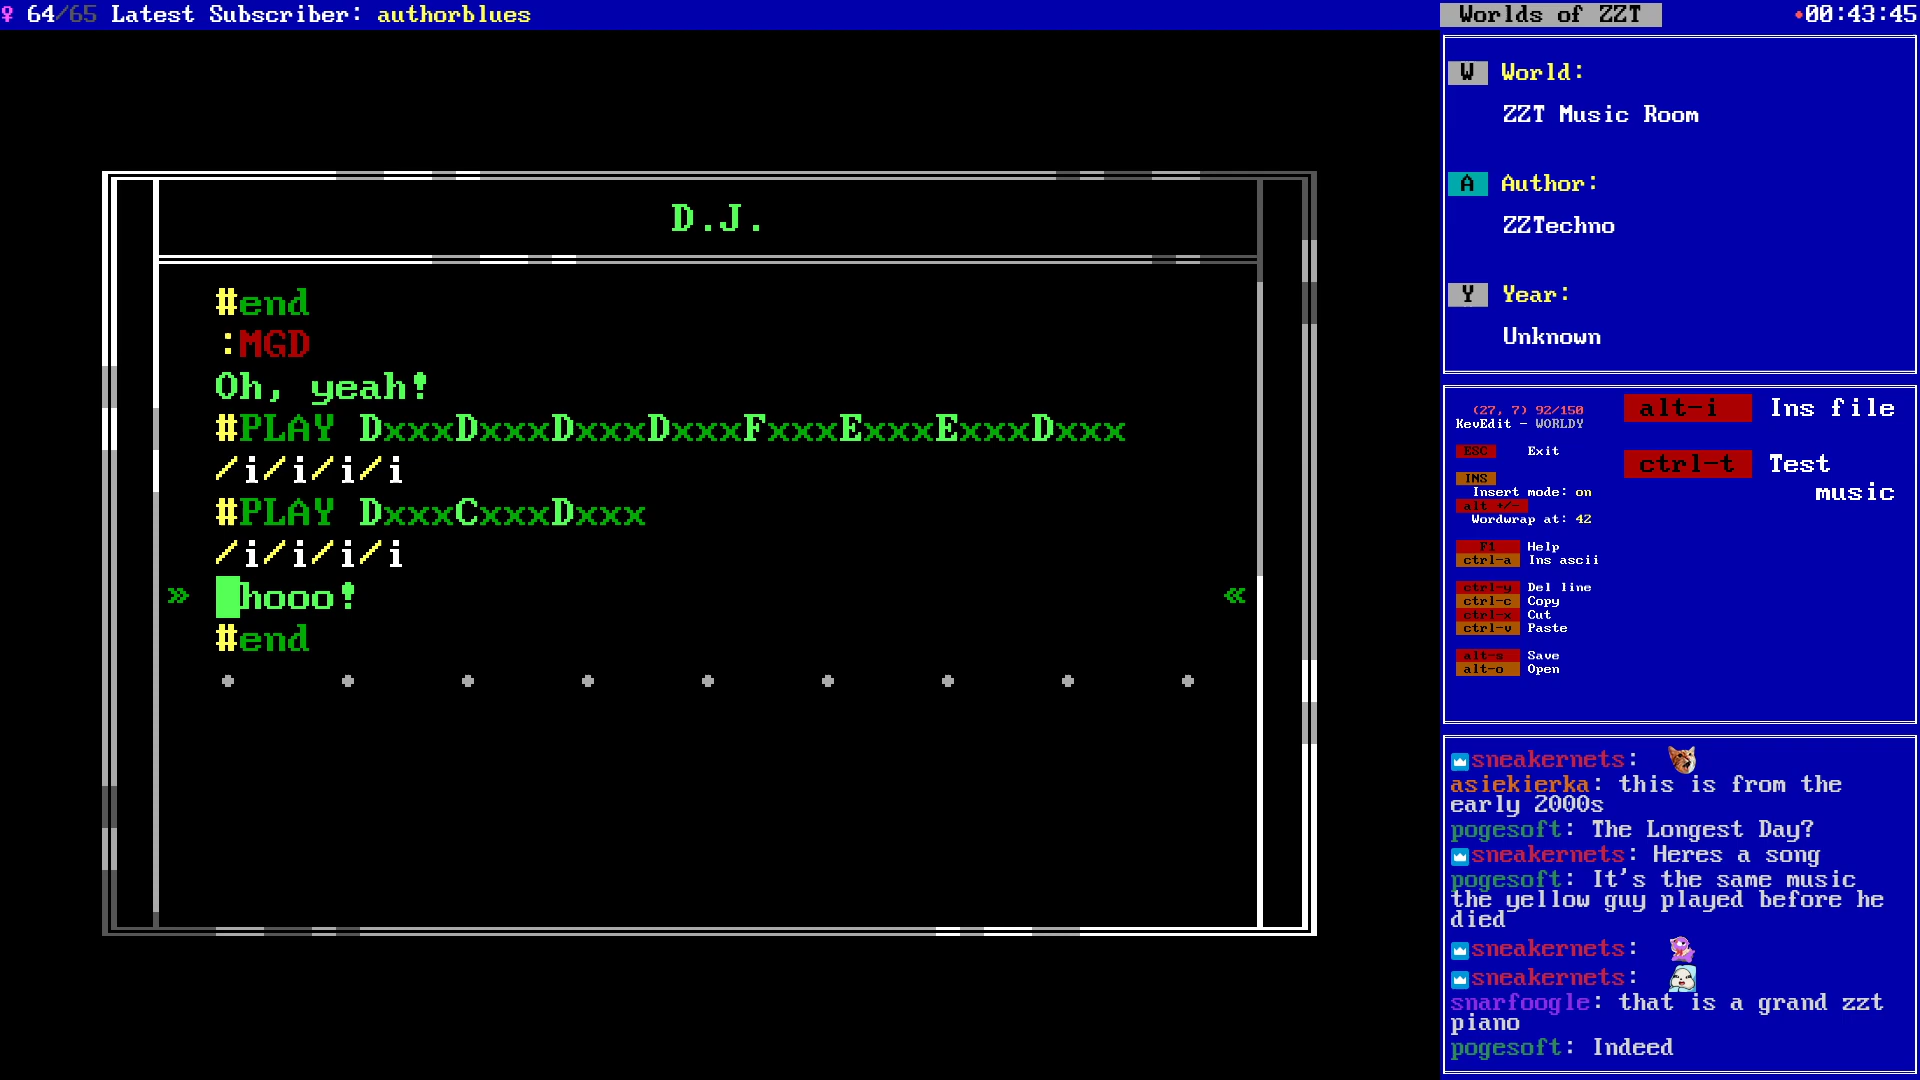 ♀ 64/65 Latest Subscriber: authorblues
Worlds of ZZT
•00:43:45
W World:
ZZT Music Room
A Author:
ZZTechno
Y Year:
Unknown
D.J.
#end
:MGD
Oh, yeah!
#PLAY DxxxDxxxDxxxDxxxFxxxExxxExxxDxxx
/i/i/i/i
#PLAY DxxxCxxxDxxx
/i/i/i/i
» hooo! «
#end
(27, 7) 92/150
KevEdit - WORLDY
ESC Exit
INS
Insert mode: on
alt +/-
Wordwrap at: 42
F1 Help
ctrl-a Ins ascii
ctrl-y Del line
ctrl-c Copy
ctrl-x Cut
ctrl-v Paste
alt-s Save
alt-o Open
alt-i Ins file
ctrl-t Test
music
sneakernets:
asiekierka: this is from the
early 2000s
pogesoft: The Longest Day?
sneakernets: Heres a song
pogesoft: It's the same music
the yellow guy played before he
died
sneakernets:
sneakernets:
snarfoogle: that is a grand zzt
piano
pogesoft: Indeed